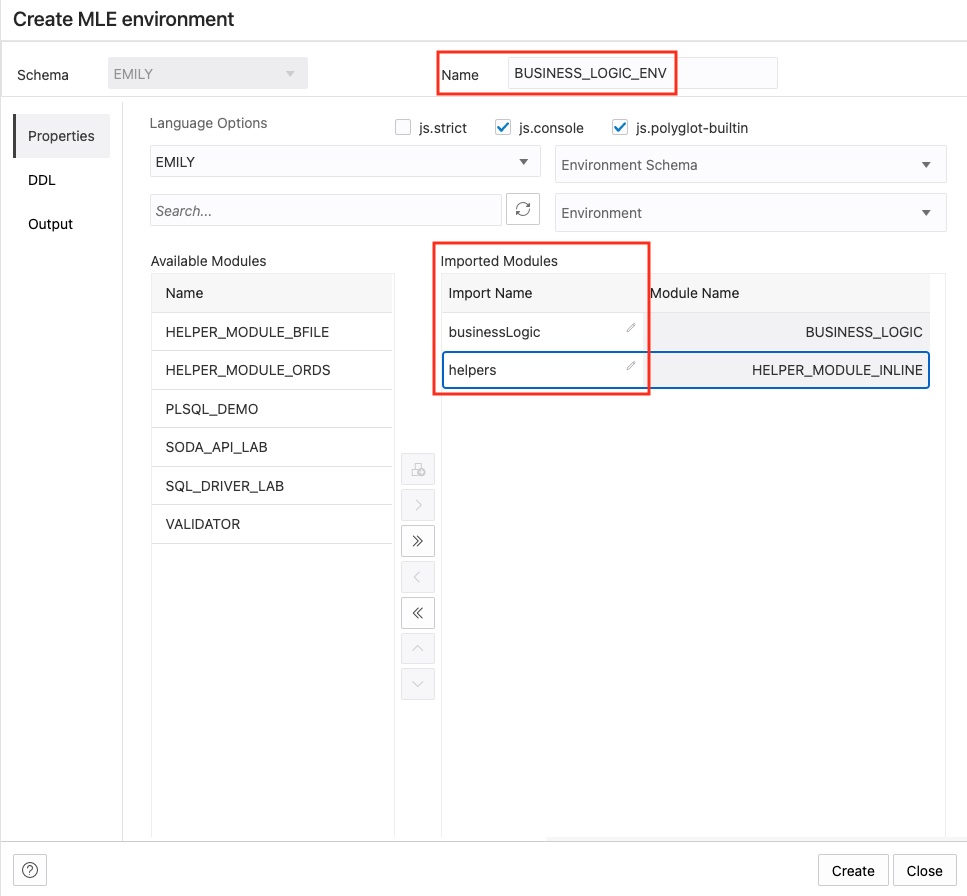 Create MLE environment
Schema EMILY Name BUSINESS_LOGIC_ENV
Properties
DDL
Output
Language Options js.strict js.console js.polyglot-builtin
EMILY Environment Schema
Search... Environment
Available Modules
Name
HELPER_MODULE_BFILE
HELPER_MODULE_ORDS
PLSQL_DEMO
SODA_API_LAB
SQL_DRIVER_LAB
VALIDATOR
Imported Modules
Import Name Module Name
businessLogic BUSINESS_LOGIC
helpers HELPER_MODULE_INLINE
Create Close